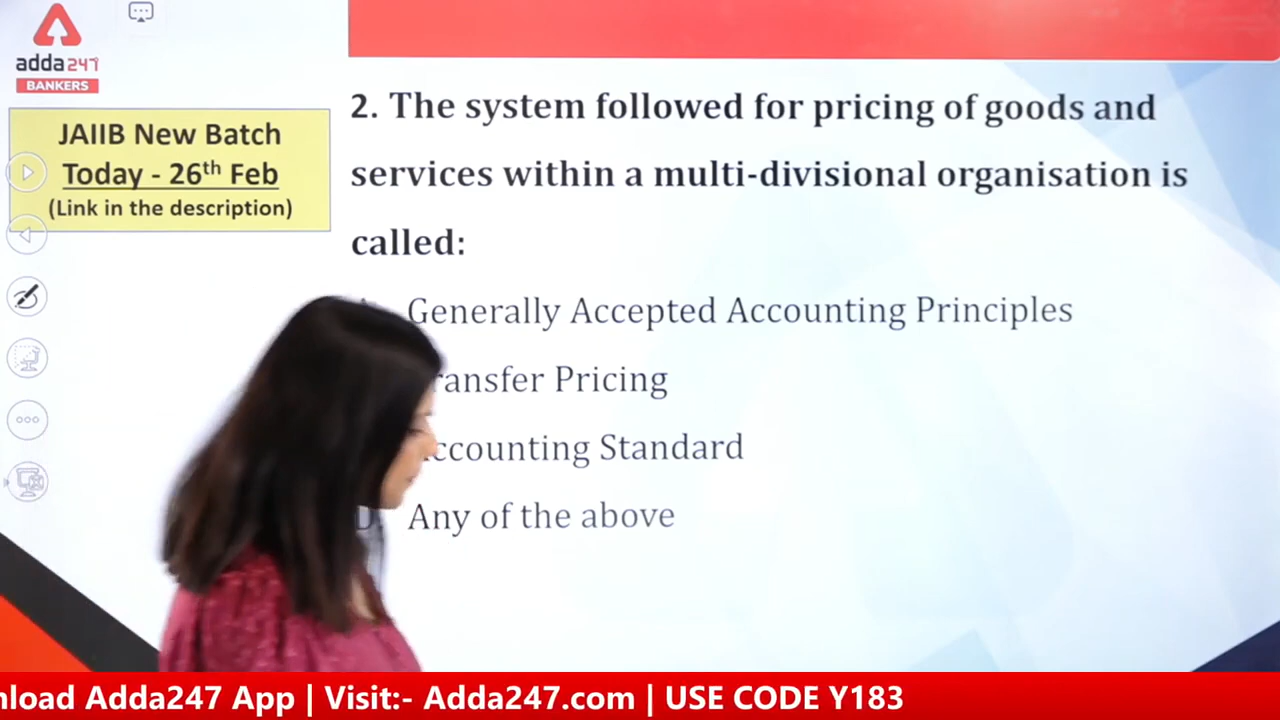 adda247
BANKERS
JAIIB New Batch
Today - 26th Feb
(Link in the description)
2. The system followed for pricing of goods and
services within a multi-divisional organisation is
called:
Generally Accepted Accounting Principles
ransfer Pricing
ccounting Standard
D. Any of the above
nload Adda247 App | Visit:- Adda247.com | USE CODE Y183